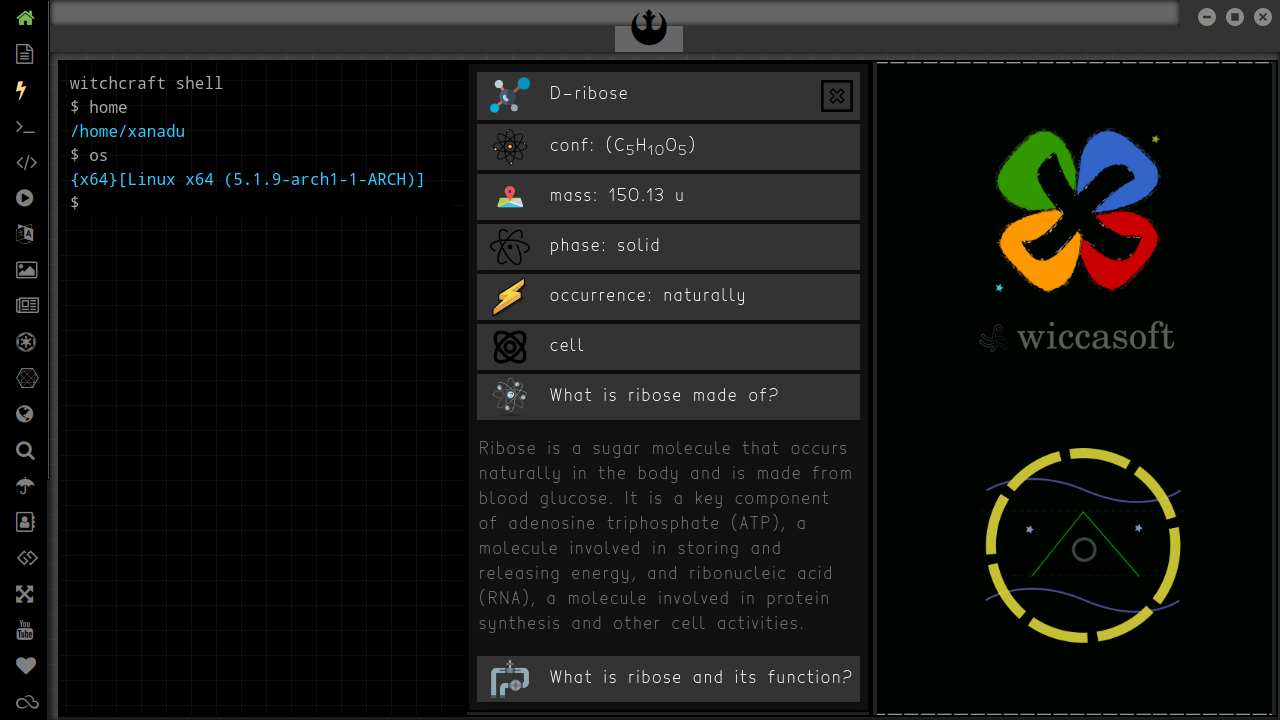 witchcraft shell
$ home
/home/xanadu
$ os
{x64}[Linux x64 (5.1.9-arch1-1-ARCH)]
$
D-ribose
conf: (C5H10O5)
mass: 150.13 u
phase: solid
occurrence: naturally
cell
What is ribose made of?
Ribose is a sugar molecule that occurs
naturally in the body and is made from
blood glucose. It is a key component
of adenosine triphosphate (ATP), a
molecule involved in storing and
releasing energy, and ribonucleic acid
(RNA), a molecule involved in protein
synthesis and other cell activities.
What is ribose and its function?
wiccasoft
You
Tube